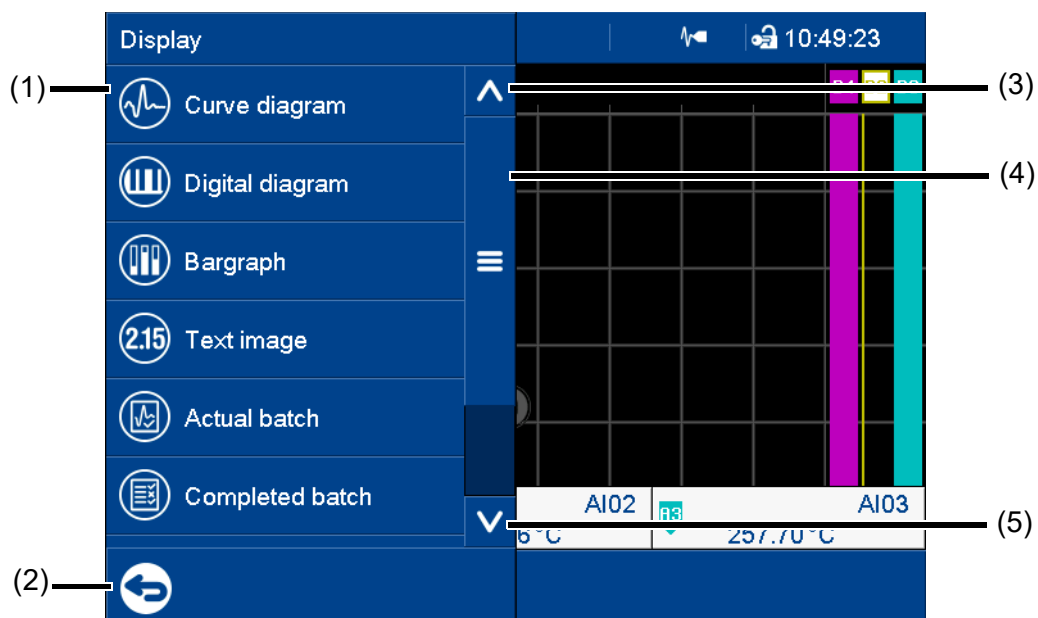 Display
10:49:23
(1)
Curve diagram
(3)
Digital diagram
(4)
Bargraph
2.15
Text image
Actual batch
Completed batch
AI02
AI03
6 °C
257.70 °C
(5)
(2)